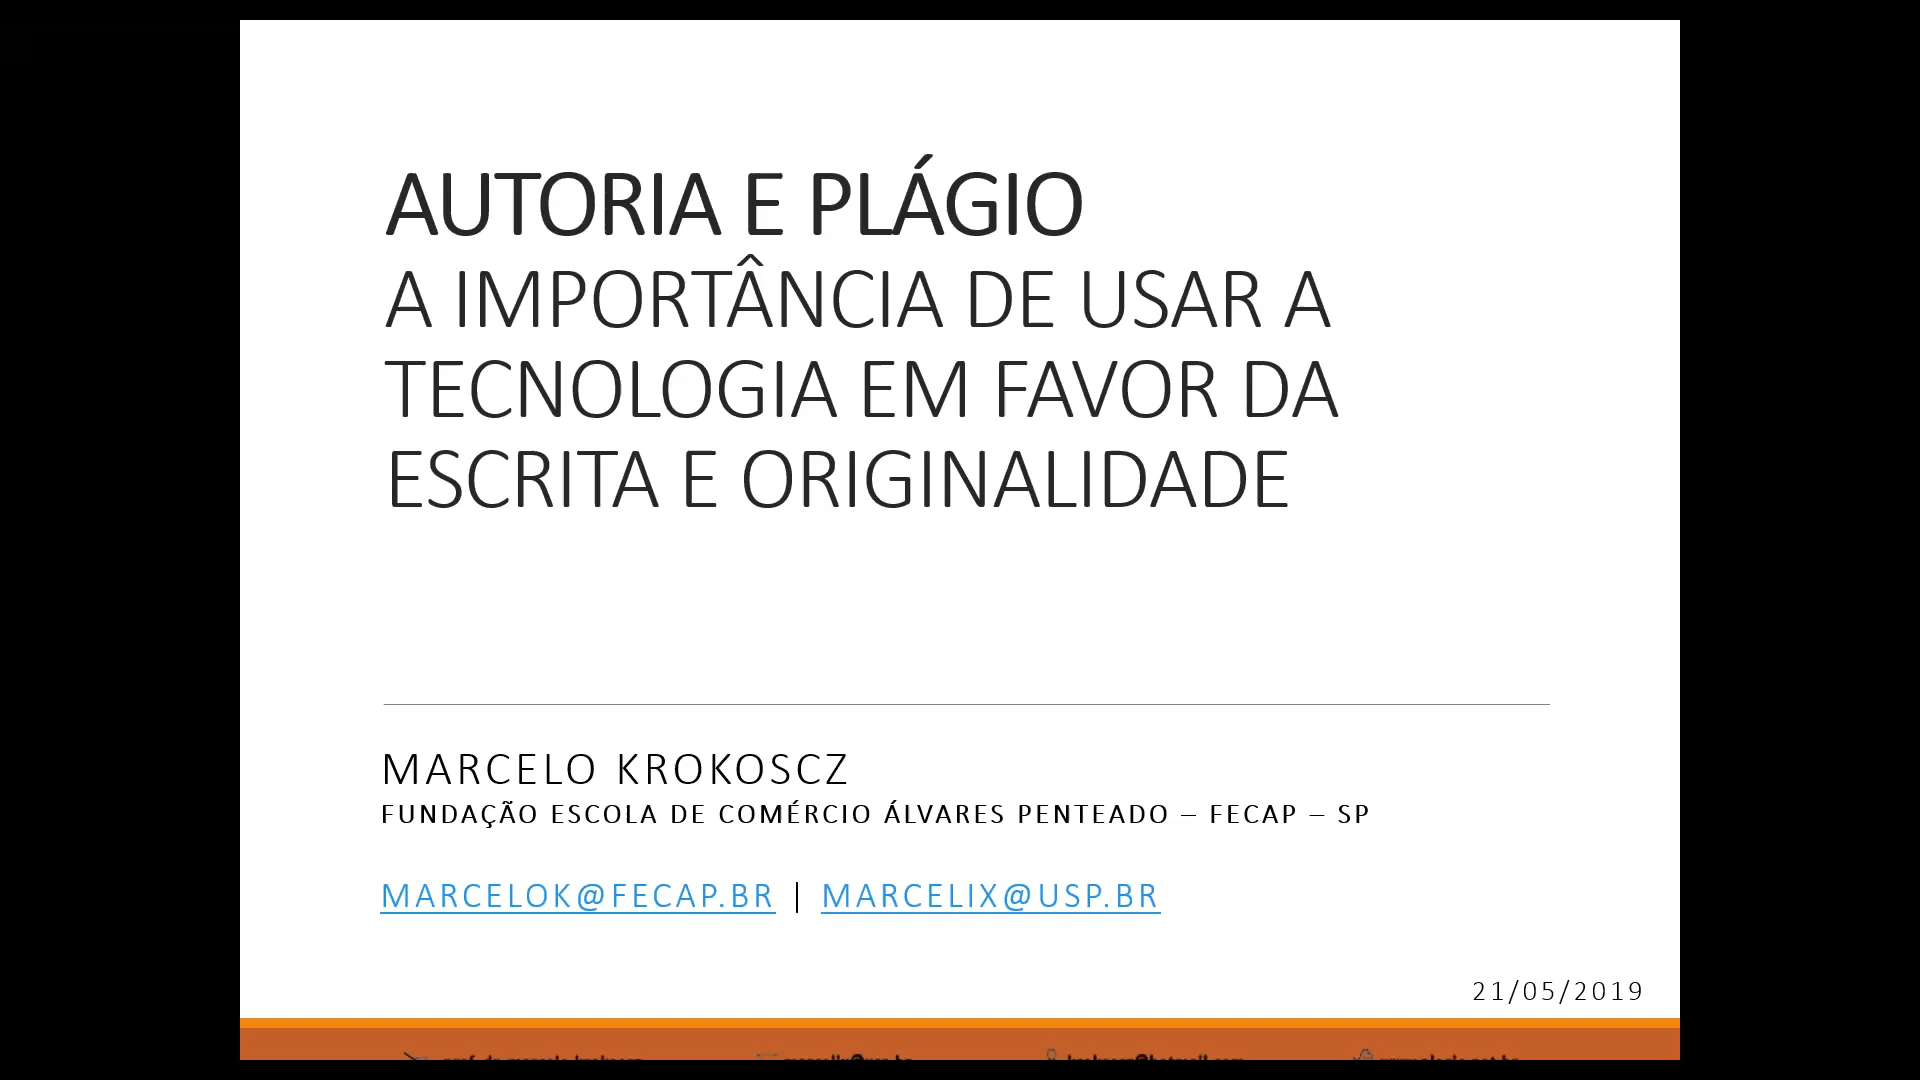 AUTORIA E PLÁGIO
A IMPORTÂNCIA DE USAR A
TECNOLOGIA EM FAVOR DA
ESCRITA E ORIGINALIDADE
MARCELO KROKOSCZ
FUNDAÇÃO ESCOLA DE COMÉRCIO ÁLVARES PENTEADO – FECAP – SP
MARCELOK@FECAP.BR | MARCELIX@USP.BR
21/05/2019